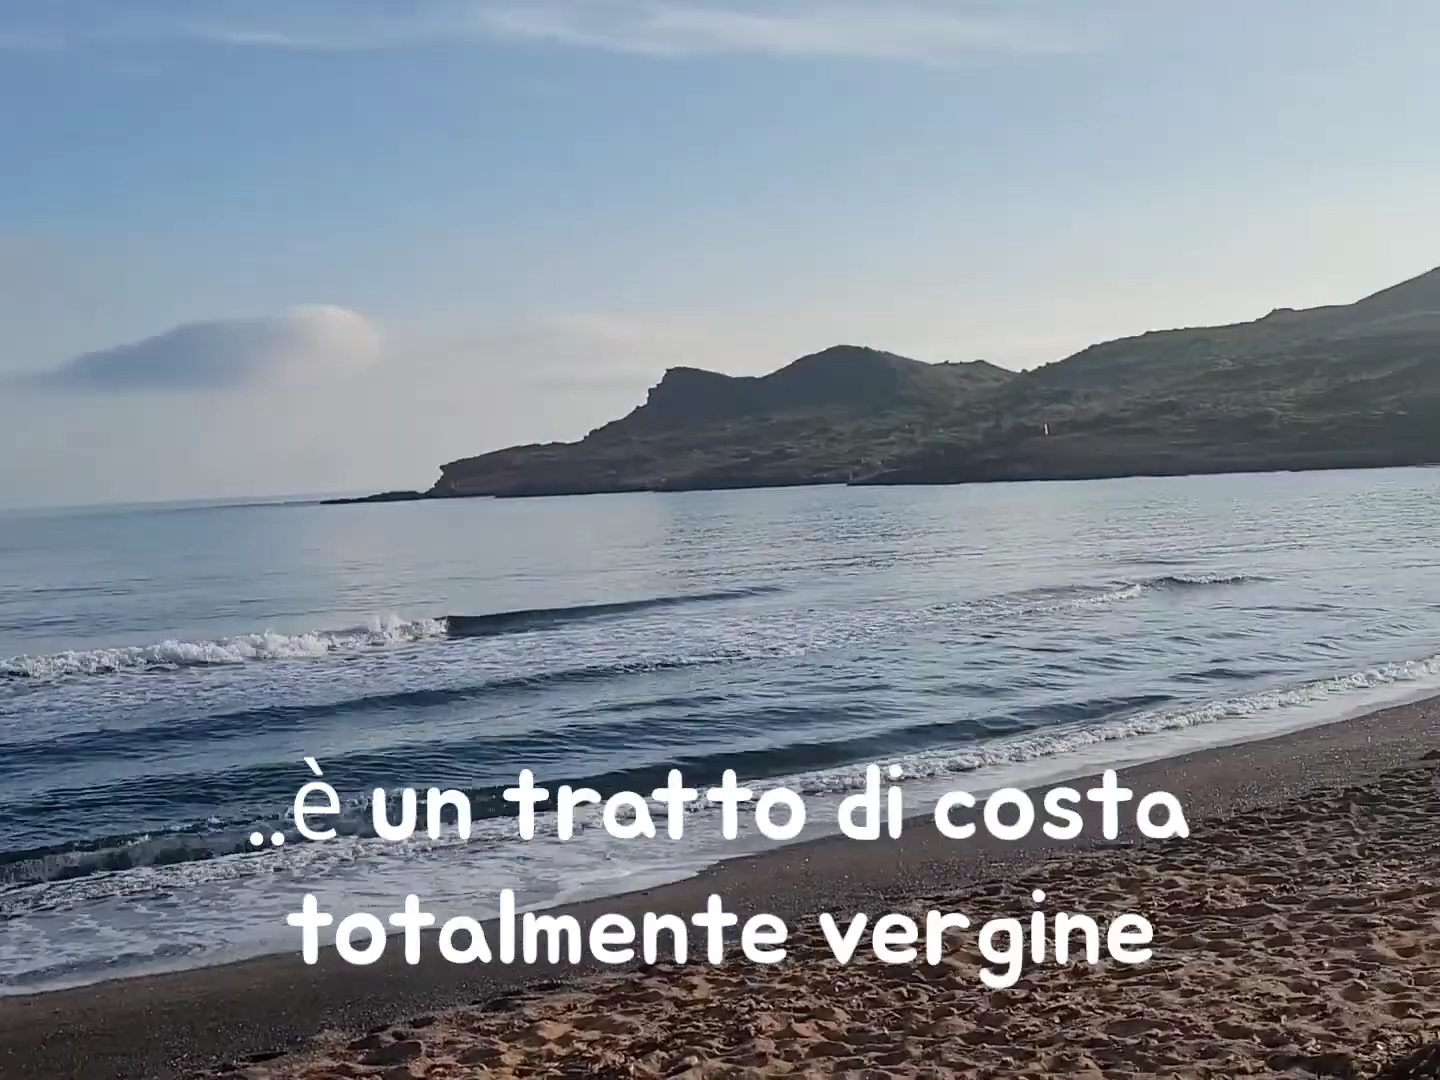 ..è un tratto di costa
totalmente vergine